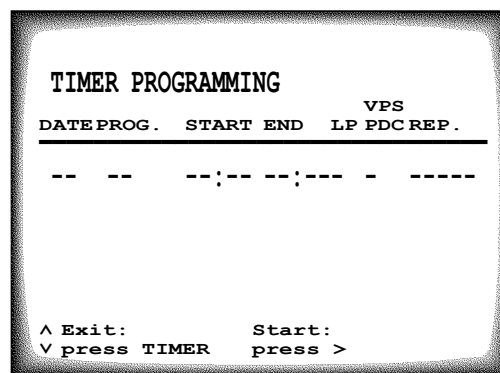 TIMER PROGRAMMING
VPS
DATE PROG. START END LP PDC REP.
-- -- --:-- --:-- - - -----
^ Exit: Start:
v press TIMER press >